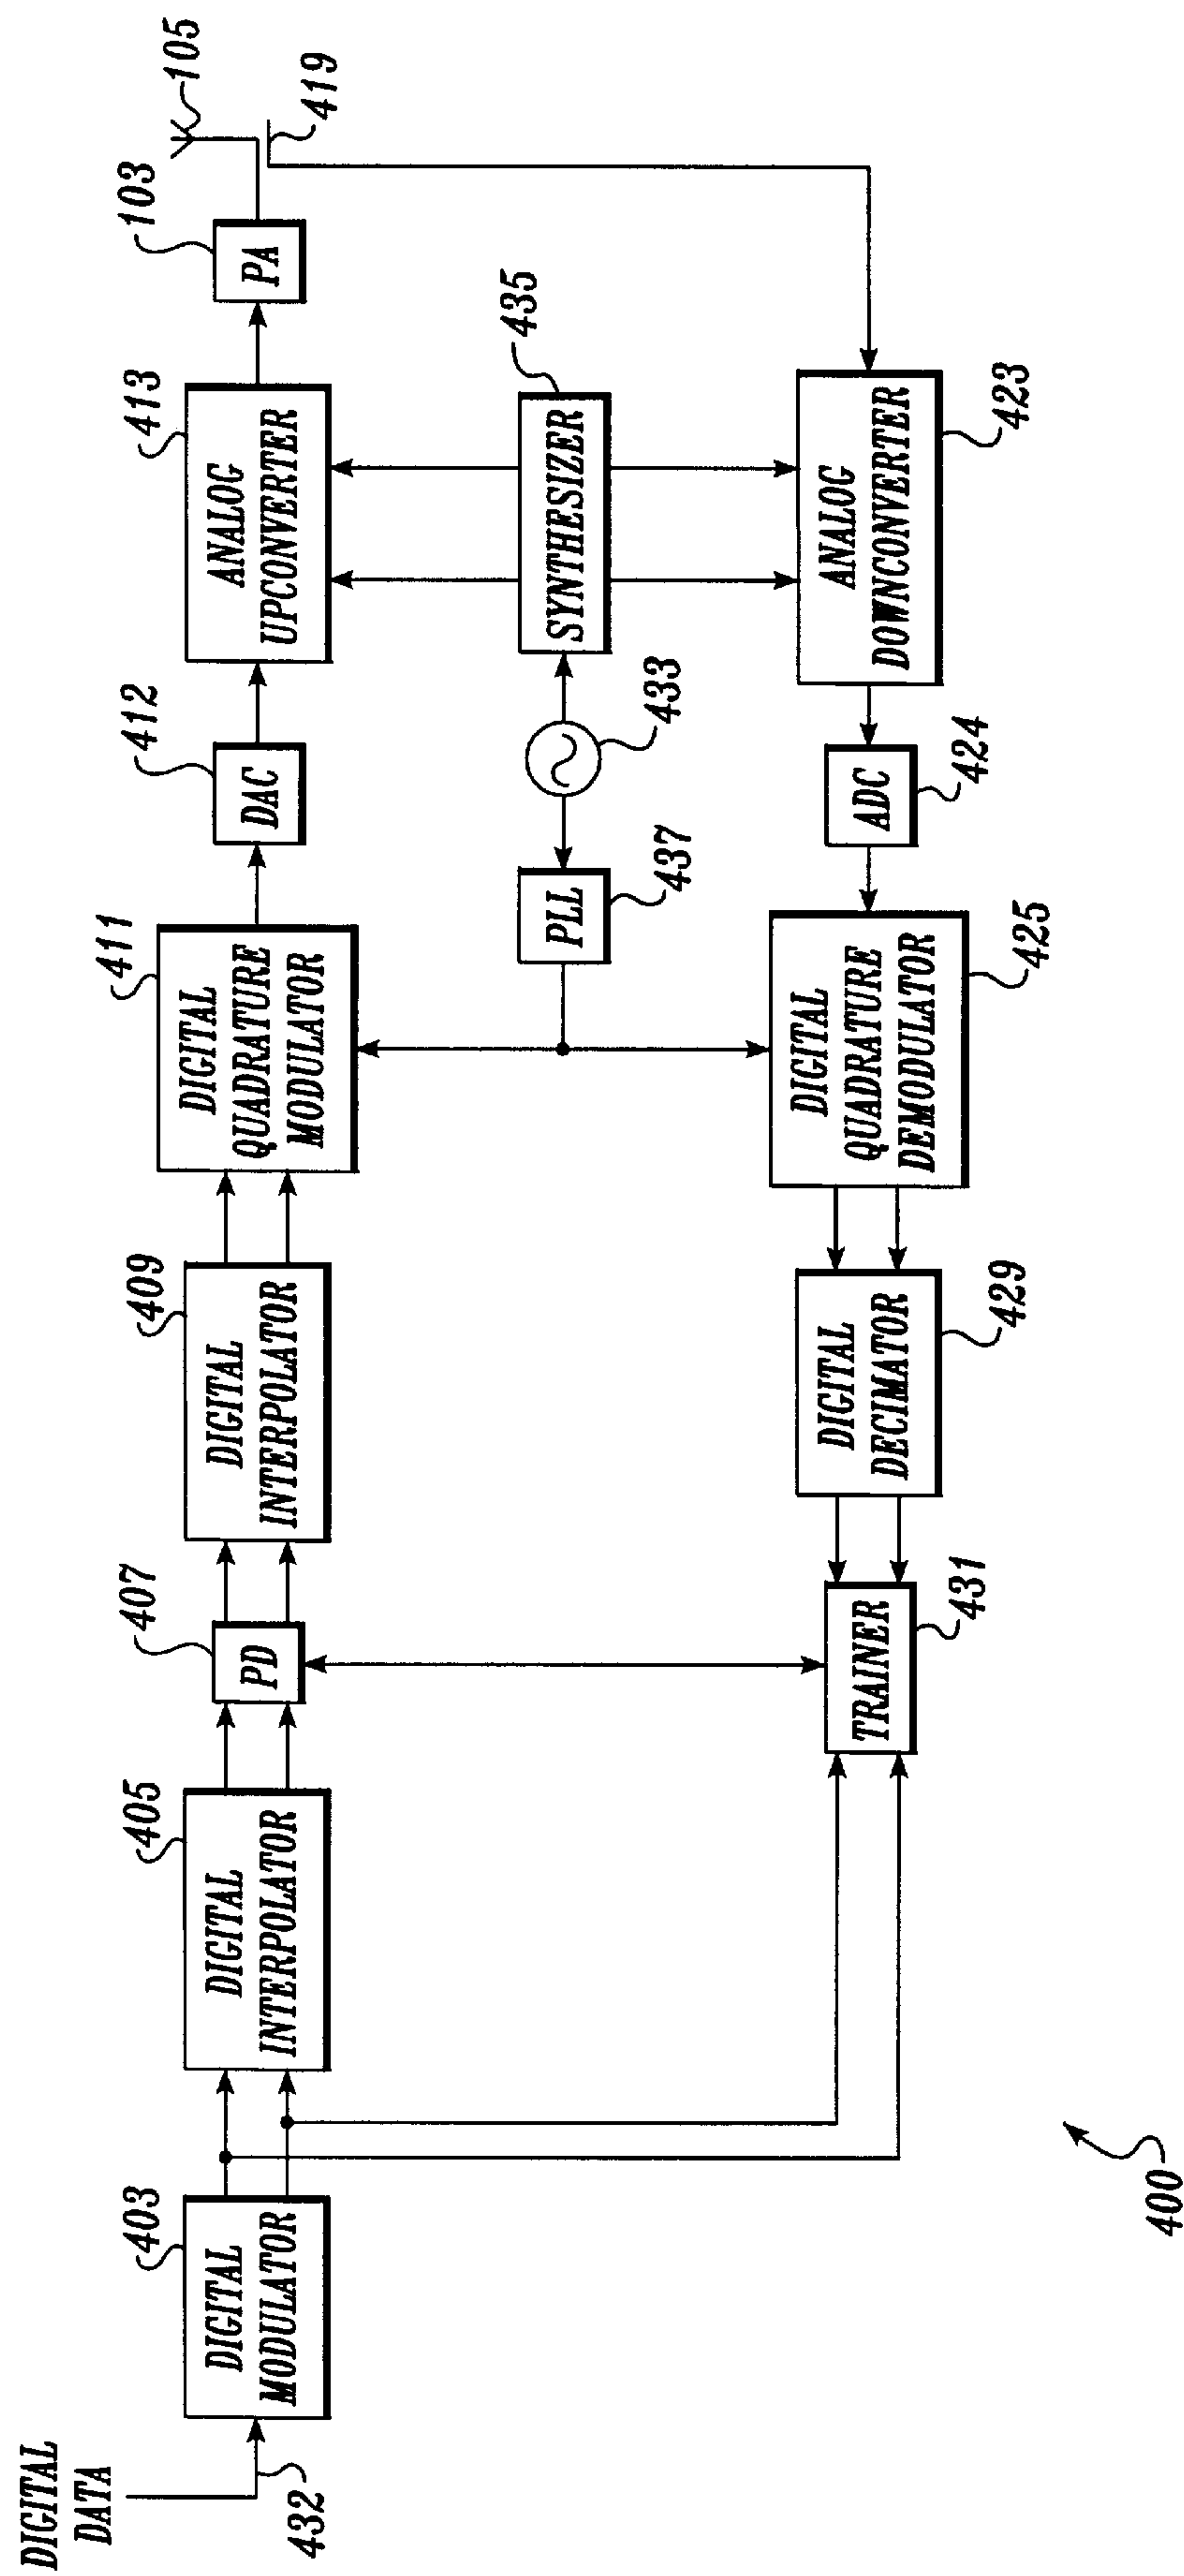 DIGITAL
DATA
432
403
DIGITAL
MODULATOR
405
DIGITAL
INTERPOLATOR
407
PD
409
DIGITAL
INTERPOLATOR
411
DIGITAL
QUADRATURE
MODULATOR
412
DAC
413
ANALOG
UPCONVERTER
103
PA
105
419
PLL
437
433
SYNTHESIZER
435
TRAINER
431
DIGITAL
DECIMATOR
429
DIGITAL
QUADRATURE
DEMODULATOR
425
ADC
424
ANALOG
DOWNCONVERTER
423
400